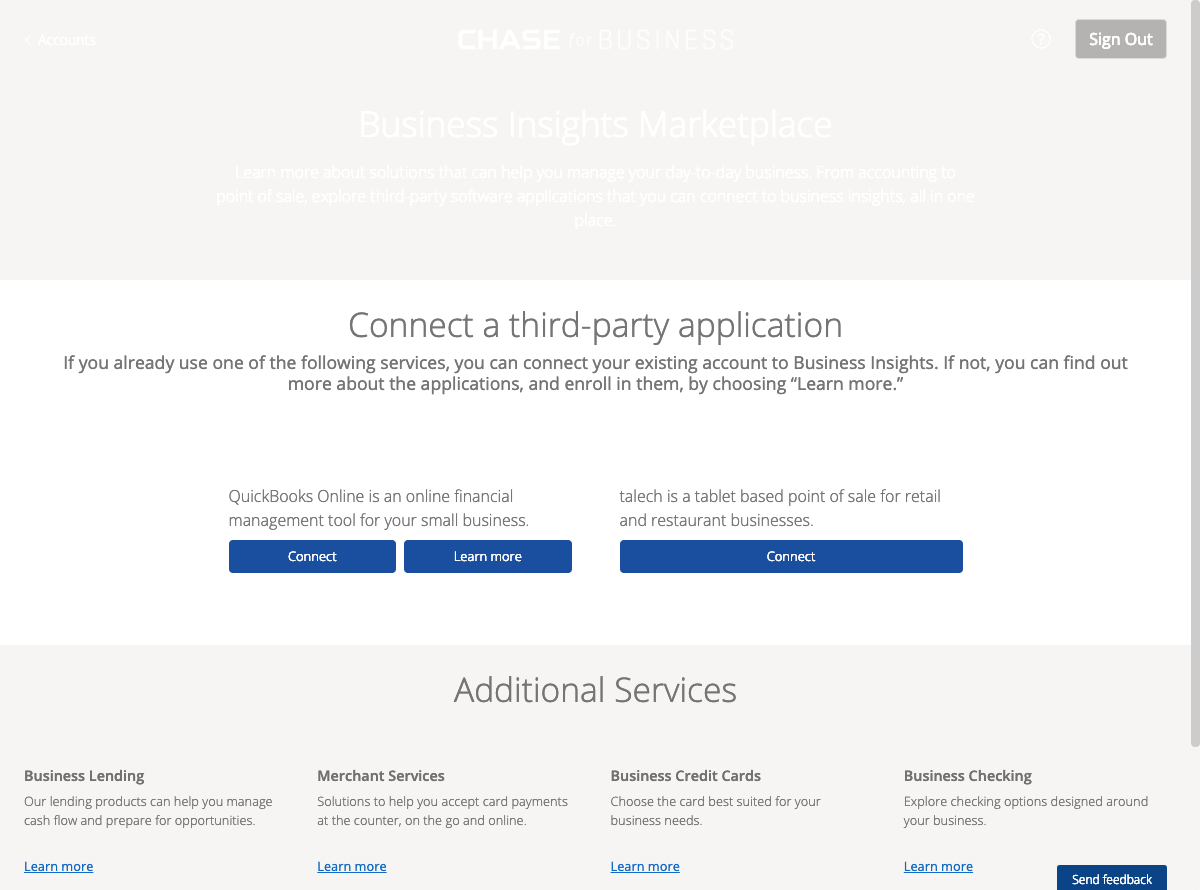 Accounts
CHASE for BUSINESS
Sign Out
Business Insights Marketplace
Learn more about solutions that can help you manage your day-to-day business. From accounting to
point of sale, explore third-party software applications that you can connect to business insights, all in one
place.
Connect a third-party application
If you already use one of the following services, you can connect your existing account to Business Insights. If not, you can find out
more about the applications, and enroll in them, by choosing “Learn more.”
QuickBooks Online is an online financial
management tool for your small business.
Connect
Learn more
talech is a tablet based point of sale for retail
and restaurant businesses.
Connect
Additional Services
Business Lending
Our lending products can help you manage
cash flow and prepare for opportunities.
Learn more
Merchant Services
Solutions to help you accept card payments
at the counter, on the go and online.
Learn more
Business Credit Cards
Choose the card best suited for your
business needs.
Learn more
Business Checking
Explore checking options designed around
your business.
Learn more
Send feedback